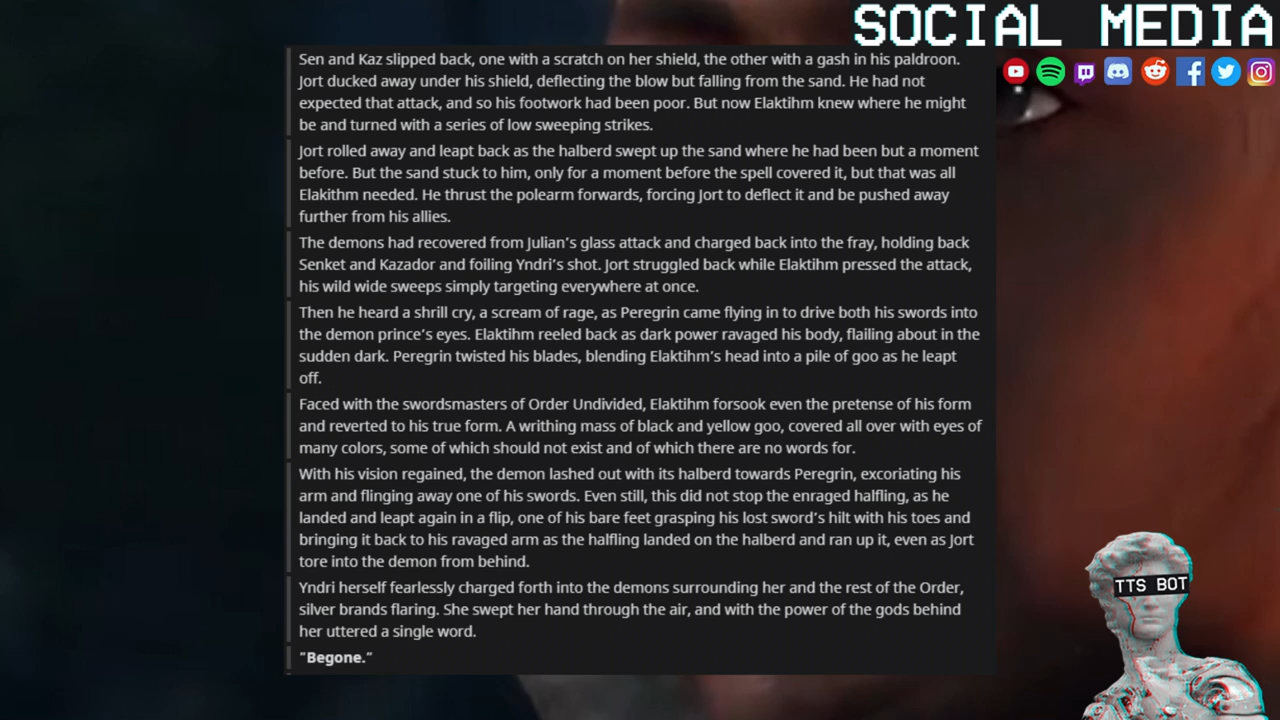 SOCIAL MEDIA
Sen and Kaz slipped back, one with a scratch on her shield, the other with a gash in his paldroon.
Jort ducked away under his shield, deflecting the blow but falling from the sand. He had not
expected that attack, and so his footwork had been poor. But now Elaktihm knew where he might
be and turned with a series of low sweeping strikes.
Jort rolled away and leapt back as the halberd swept up the sand where he had been but a moment
before. But the sand stuck to him, only for a moment before the spell covered it, but that was all
Elakithm needed. He thrust the polearm forwards, forcing Jort to deflect it and be pushed away
further from his allies.
The demons had recovered from Julian's glass attack and charged back into the fray, holding back
Senket and Kazador and foiling Yndri's shot. Jort struggled back while Elaktihm pressed the attack,
his wild wide sweeps simply targeting everywhere at once.
Then he heard a shrill cry, a scream of rage, as Peregrin came flying in to drive both his swords into
the demon prince's eyes. Elaktihm reeled back as dark power ravaged his body, flailing about in the
sudden dark. Peregrin twisted his blades, blending Elaktihm's head into a pile of goo as he leapt
off.
Faced with the swordsmasters of Order Undivided, Elaktihm forsook even the pretense of his form
and reverted to his true form. A writhing mass of black and yellow goo, covered all over with eyes of
many colors, some of which should not exist and of which there are no words for.
With his vision regained, the demon lashed out with its halberd towards Peregrin, excoriating his
arm and flinging away one of his swords. Even still, this did not stop the enraged halfling, as he
landed and leapt again in a flip, one of his bare feet grasping his lost sword's hilt with his toes and
bringing it back to his ravaged arm as the halfling landed on the halberd and ran up it, even as Jort
tore into the demon from behind.
Yndri herself fearlessly charged forth into the demons surrounding her and the rest of the Order,
silver brands flaring. She swept her hand through the air, and with the power of the gods behind
her uttered a single word.
"Begone."
TTS BOT